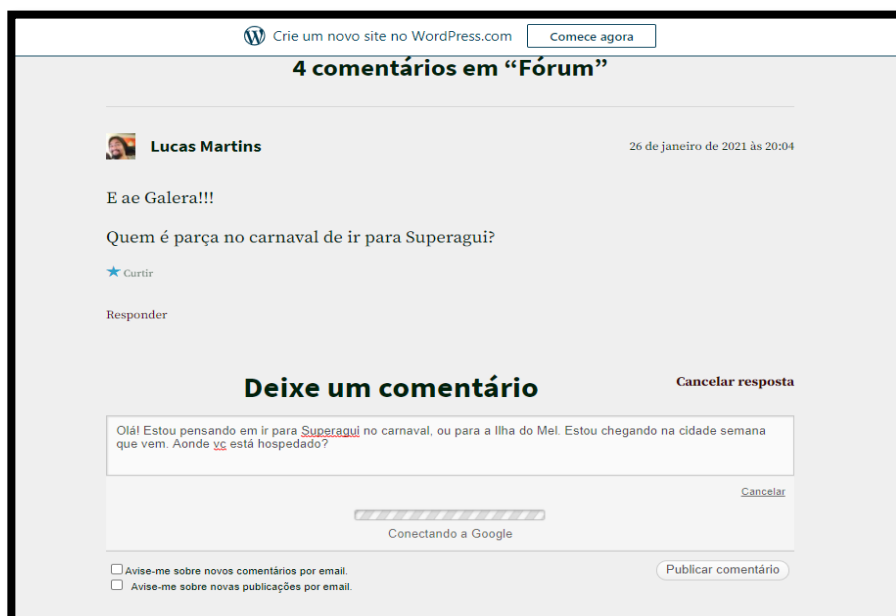 Crie um novo site no WordPress.com Comece agora
4 comentários em “Fórum”
Lucas Martins 26 de janeiro de 2021 às 20:04
E ae Galera!!!
Quem é parça no carnaval de ir para Superagui?
Curtir
Responder
Deixe um comentário Cancelar resposta
Olá! Estou pensando em ir para Superagui no carnaval, ou para a Ilha do Mel. Estou chegando na cidade semana
que vem. Aonde vc está hospedado?
Cancelar
Conectando a Google
Avise-me sobre novos comentários por email. Publicar comentário
Avise-me sobre novas publicações por email.